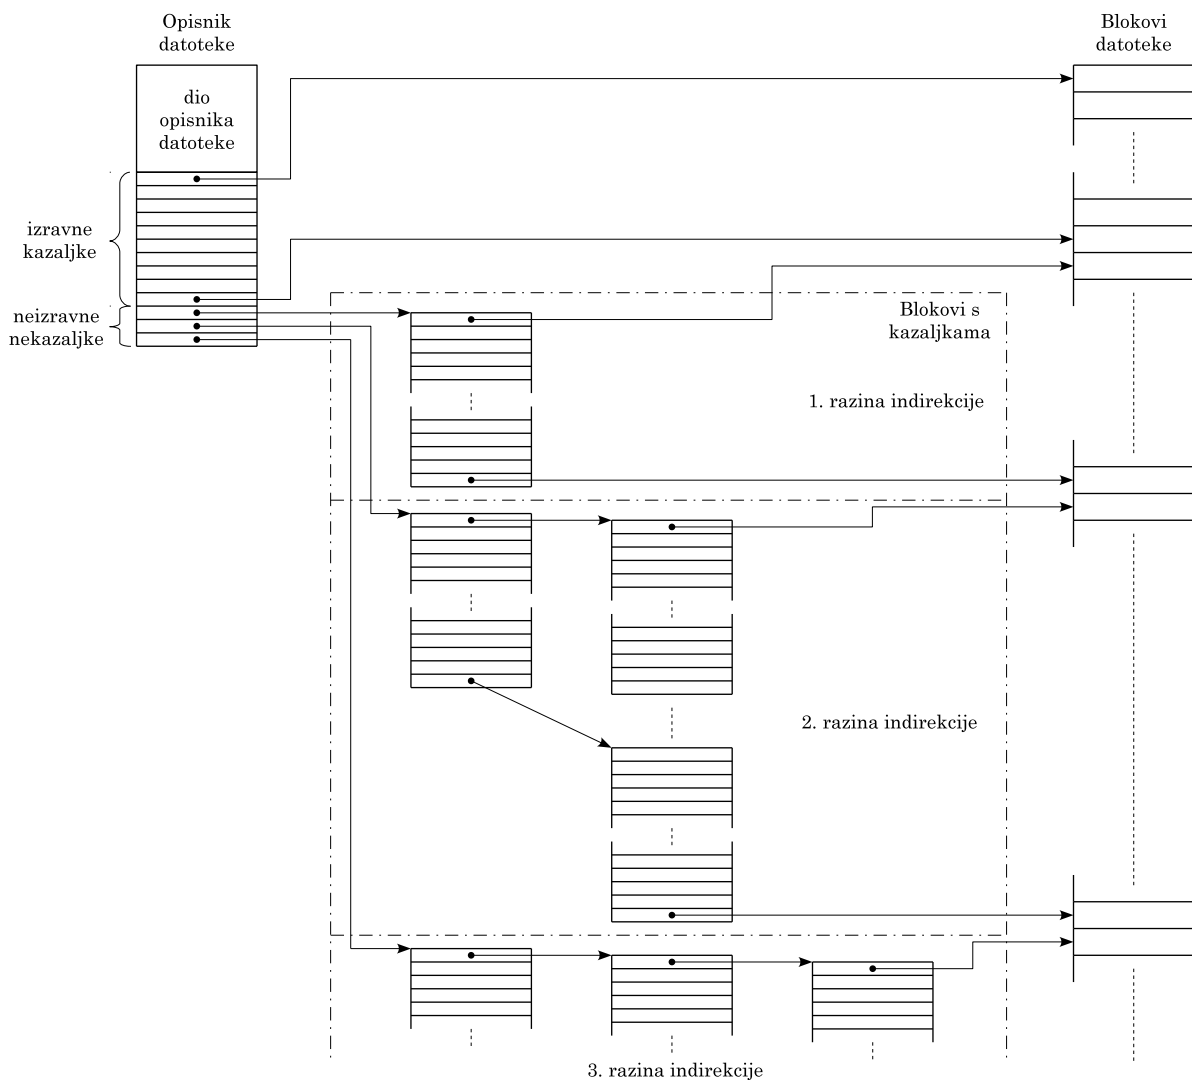 Opisnik
datoteke
Blokovi
datoteke
dio
opisnika
datoteke
izravne
kazaljke
neizravne
nekazaljke
Blokovi s
kazaljkama
1. razina indirekcije
2. razina indirekcije
3. razina indirekcije